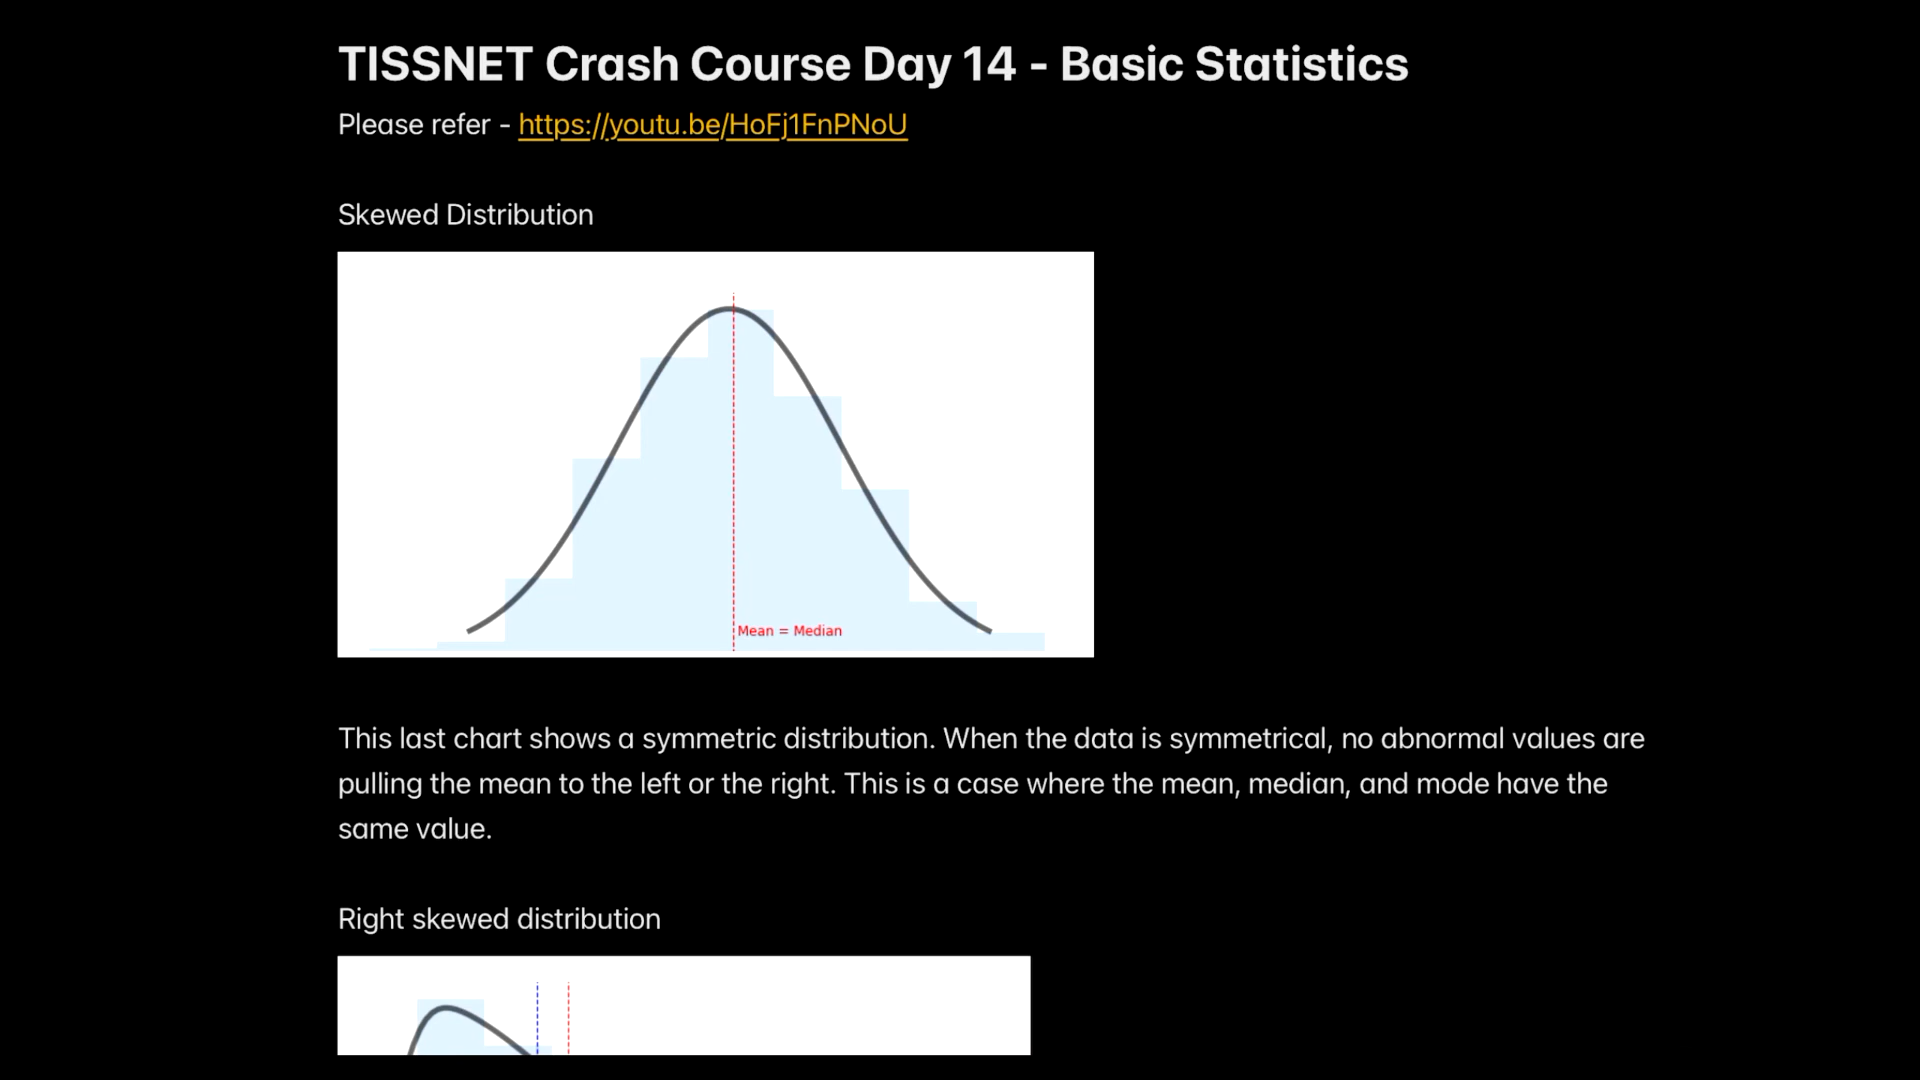 TISSNET Crash Course Day 14 - Basic Statistics
Please refer - https://youtu.be/HoFj1FnPNoU
Skewed Distribution
Mean = Median
This last chart shows a symmetric distribution. When the data is symmetrical, no abnormal values are
pulling the mean to the left or the right. This is a case where the mean, median, and mode have the
same value.
Right skewed distribution